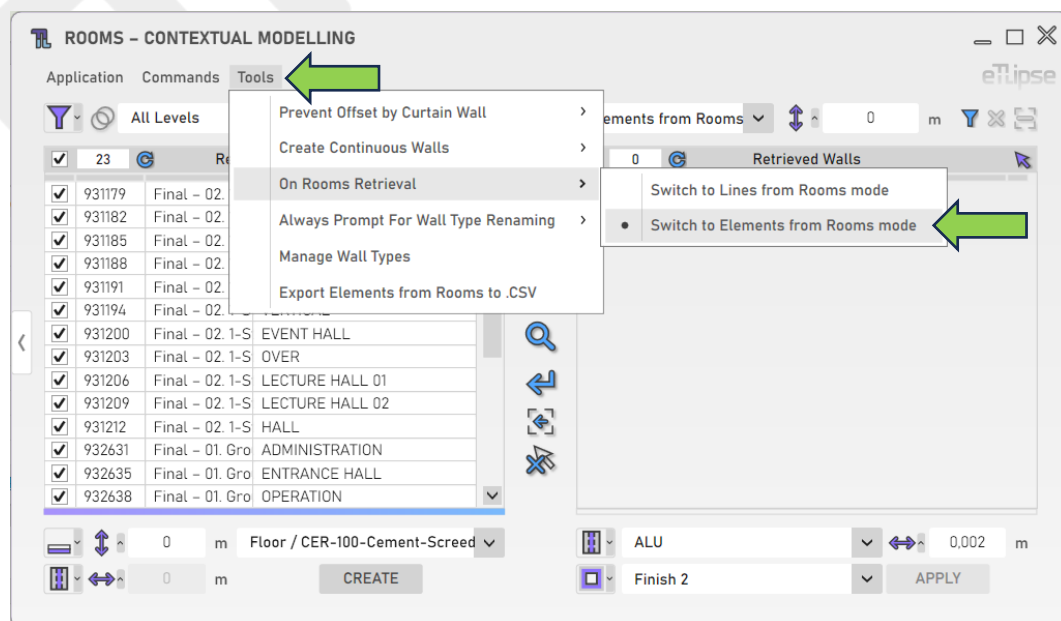 ROOMS – CONTEXTUAL MODELLING
Application Commands Tools
eTLipse
All Levels
ements from Rooms 0 m
23 Re
0 Retrieved Walls
Prevent Offset by Curtain Wall
Create Continuous Walls
On Rooms Retrieval
Always Prompt For Wall Type Renaming
Manage Wall Types
Export Elements from Rooms to .CSV
Switch to Lines from Rooms mode
Switch to Elements from Rooms mode
931179 Final – 02.
931182 Final – 02.
931185 Final – 02.
931188 Final – 02.
931191 Final – 02.
931194 Final – 02.
931200 Final – 02. 1-S EVENT HALL
931203 Final – 02. 1-S OVER
931206 Final – 02. 1-S LECTURE HALL 01
931209 Final – 02. 1-S LECTURE HALL 02
931212 Final – 02. 1-S HALL
932631 Final – 01. Gro ADMINISTRATION
932635 Final – 01. Gro ENTRANCE HALL
932638 Final – 01. Gro OPERATION
0 m Floor / CER-100-Cement-Screed
0 m CREATE
ALU 0,002 m
Finish 2 APPLY